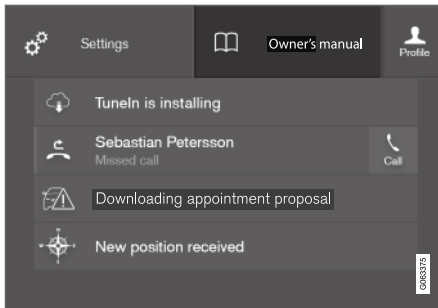 Settings
Owner's manual
Profile
TuneIn is installing
Sebastian Petersson
Missed call
Call
Downloading appointment proposal
New position received
G063375